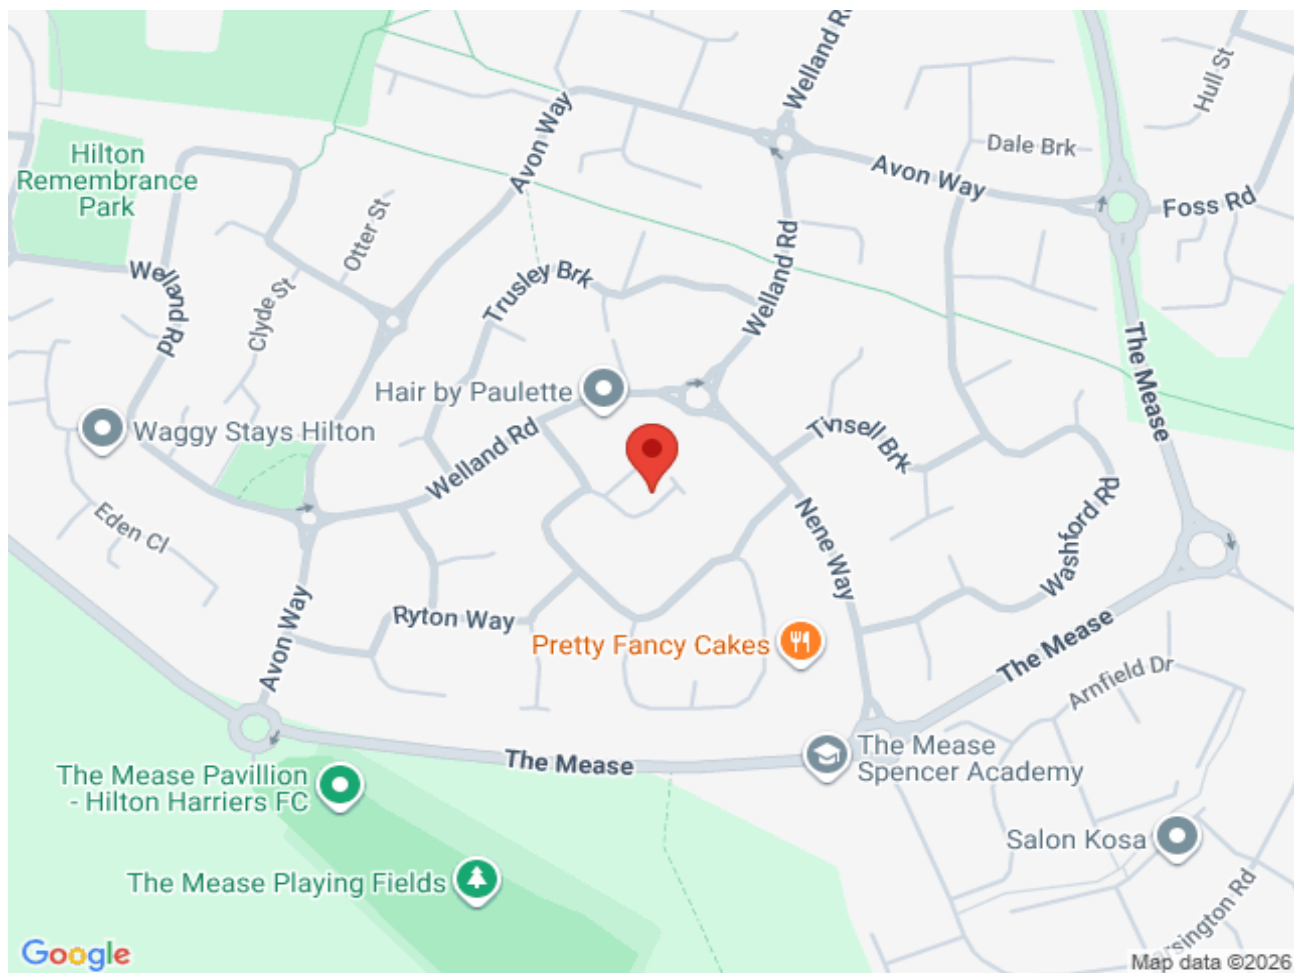 Welland Rd
Hull St
Avon Way
Dale Brk
Hilton
Remembrance
Park
Avon Way
Foss Rd
Otter St
Welland Rd
Trusley Brk
Welland Rd
Clyde St
The Mease
Hair by Paulette
Waggy Stays Hilton
Welland Rd
Tinsell Brk
Eden Cl
Nene Way
Washford Rd
Avon Way
Ryton Way
Pretty Fancy Cakes
The Mease
Arnfield Dr
The Mease
The Mease
Spencer Academy
The Mease Pavillion
- Hilton Harriers FC
Salon Kosa
The Mease Playing Fields
Google
Map data ©2026